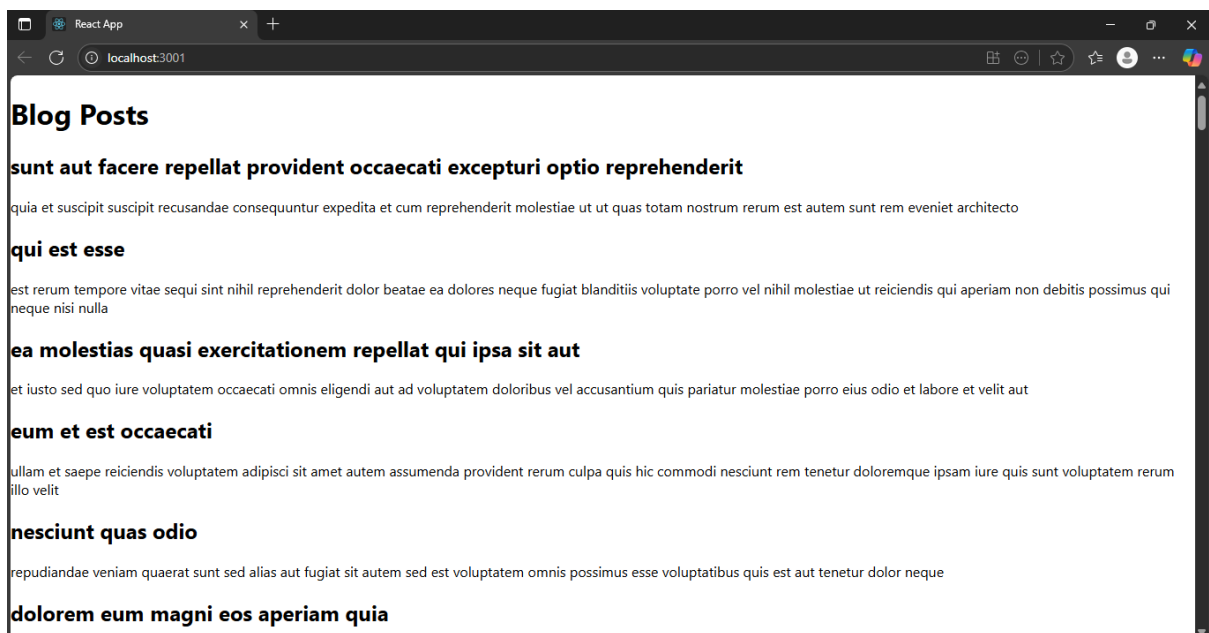 React App
localhost:3001
Blog Posts
sunt aut facere repellat provident occaecati excepturi optio reprehenderit
quia et suscipit suscipit recusandae consequuntur expedita et cum reprehenderit molestiae ut ut quas totam nostrum rerum est autem sunt rem eveniet architecto
qui est esse
est rerum tempore vitae sequi sint nihil reprehenderit dolor beatae ea dolores neque fugiat blanditiis voluptate porro vel nihil molestiae ut reiciendis qui aperiam non debitis possimus qui
neque nisi nulla
ea molestias quasi exercitationem repellat qui ipsa sit aut
et iusto sed quo iure voluptatem occaecati omnis eligendi aut ad voluptatem doloribus vel accusantium quis pariatur molestiae porro eius odio et labore et velit aut
eum et est occaecati
ullam et saepe reiciendis voluptatem adipisci sit amet autem assumenda provident rerum culpa quis hic commodi nesciunt rem tenetur doloremque ipsam iure quis sunt voluptatem rerum
illo velit
nesciunt quas odio
repudiandae veniam quaerat sunt sed alias aut fugiat sit autem sed est voluptatem omnis possimus esse voluptatibus quis est aut tenetur dolor neque
dolorem eum magni eos aperiam quia